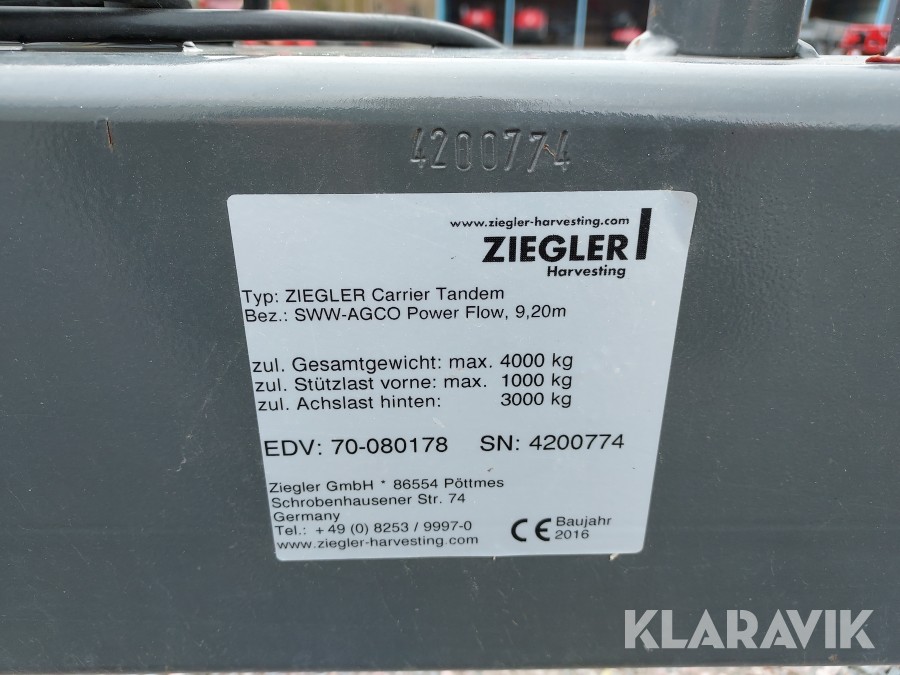 4200774
www.ziegler-harvesting.com
ZIEGLER
Harvesting
Typ: ZIEGLER Carrier Tandem
Bez.: SWW-AGCO Power Flow, 9,20m
zul. Gesamtgewicht: max. 4000 kg
zul. Stützlast vorne: max. 1000 kg
zul. Achslast hinten: 3000 kg
EDV: 70-080178 SN: 4200774
Ziegler GmbH * 86554 Pöttmes
Schrobenhausener Str. 74
Germany
Tel.: +49 (0) 8253 / 9997-0
www.ziegler-harvesting.com
CE Baujahr
2016
KLARAVIK